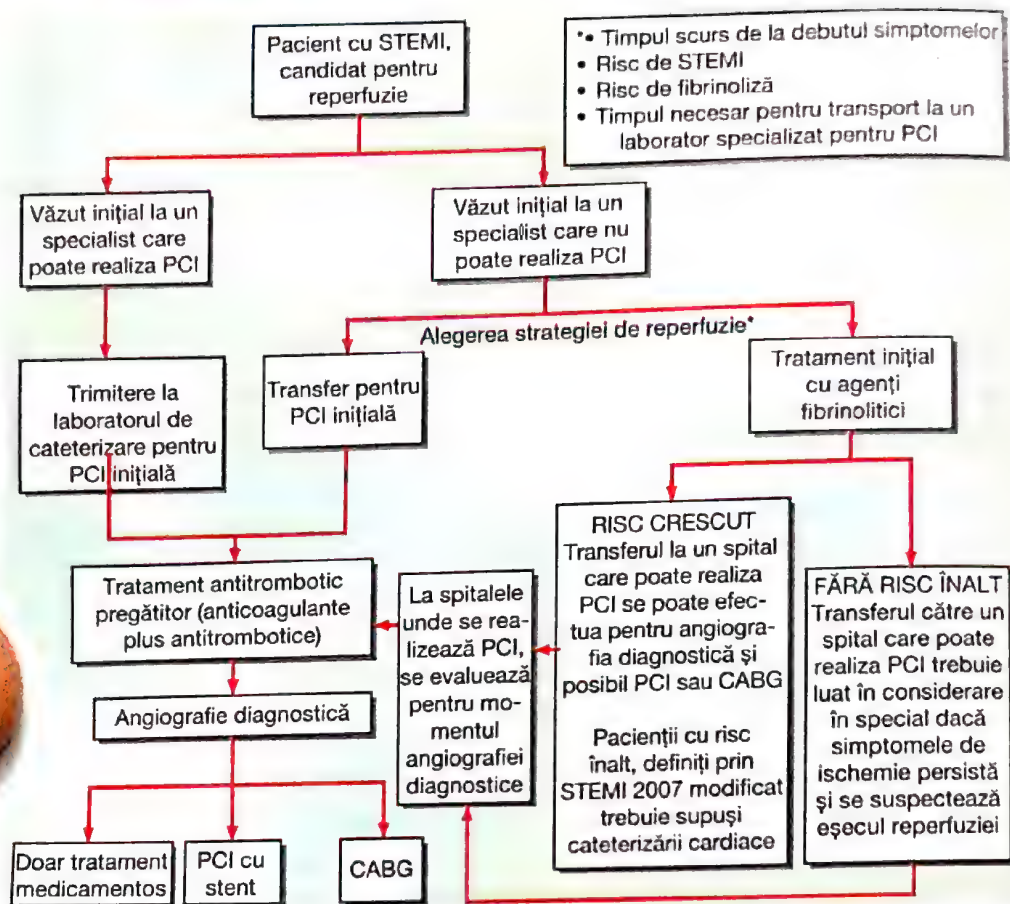 Pacient cu STEMI,
candidat pentru
reperfuzie
*• Timpul scurs de la debutul simptomelor
• Risc de STEMI
• Risc de fibrinoliză
• Timpul necesar pentru transport la un
laborator specializat pentru PCI
Văzut inițial la un
specialist care
poate realiza PCI
Văzut inițial la un
specialist care nu
poate realiza PCI
Alegerea strategiei de reperfuzie*
Trimitere la
laboratorul de
cateterizare pentru
PCI inițială
Transfer pentru
PCI inițială
Tratament inițial
cu agenți
fibrinolitici
Tratament antitrombotic
pregătitor (anticoagulante
plus antitrombotice)
La spitalele
unde se rea-
lizează PCI,
se evaluează
pentru mo-
mentul
angiografiei
diagnostice
RISC CRESCUT
Transferul la un spital
care poate realiza
PCI se poate efec-
tua pentru angiogra-
fia diagnostică și
posibil PCI sau CABG
Pacienții cu risc
înalt, definiți prin
STEMI 2007 modificat
trebuie supuși
cateterizării cardiace
FĂRĂ RISC ÎNALT
Transferul către un
spital care poate
realiza PCI trebuie
luat în considerare
în special dacă
simptomele de
ischemie persistă
și se suspectează
eșecul reperfuziei
Angiografie diagnostică
Doar tratament
medicamentos
PCI cu
stent
CABG